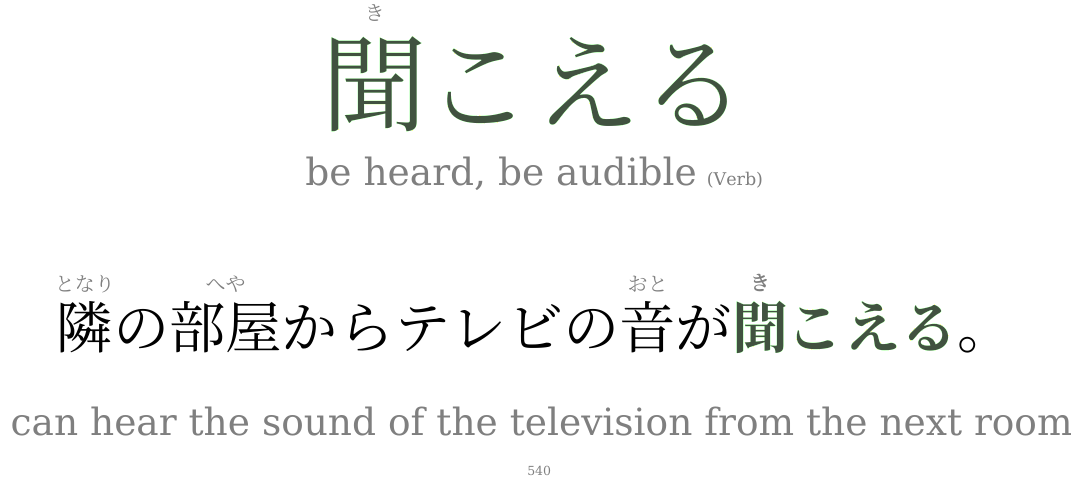 き
聞こえる
be heard, be audible (Verb)
となり へや おと き
隣の部屋からテレビの音が聞こえる。
can hear the sound of the television from the next room
540